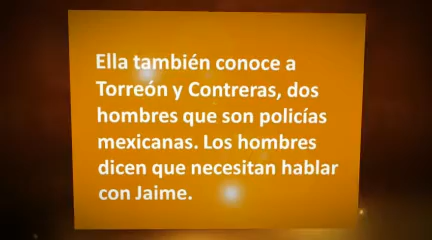 Ella también conoce a
Torreón y Contreras, dos
hombres que son policías
mexicanas. Los hombres
dicen que necesitan hablar
con Jaime.